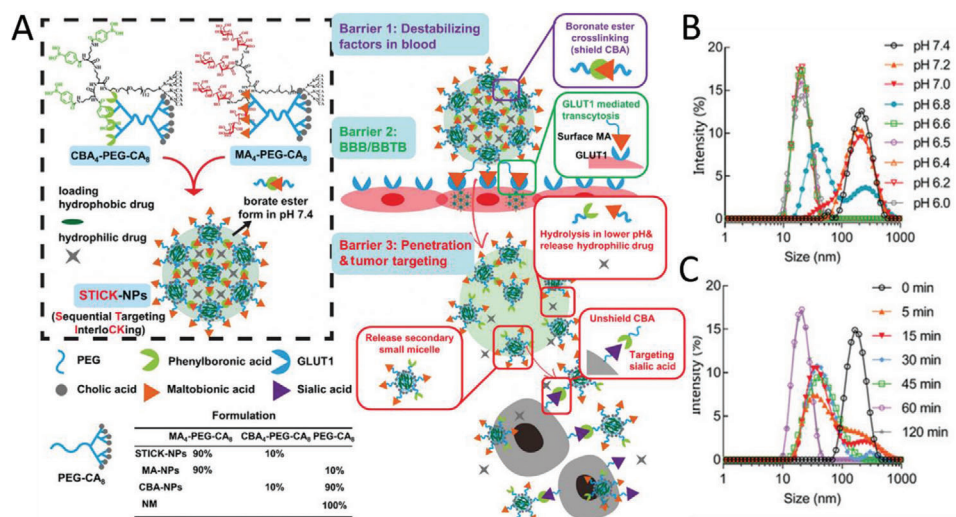 A
CBA4-PEG-CA8
MA4-PEG-CA8
loading
hydrophobic drug
hydrophilic drug
borate ester
form in pH 7.4
STICK-NPs
(Sequential Targeting
InterloCKing)
PEG
Phenylboronic acid
GLUT1
Cholic acid
Maltobionic acid
Sialic acid
PEG-CA8
Formulation
MA4-PEG-CA8 CBA4-PEG-CA8 PEG-CA8
STICK-NPs 90% 10%
MA-NPs 90% 10%
CBA-NPs 10% 90%
NM 100%
Barrier 1: Destabilizing
factors in blood
Boronate ester
crosslinking
(shield CBA)
Barrier 2:
BBB/BBTB
GLUT1 mediated
transcytosis
Surface MA
GLUT1
Barrier 3: Penetration
& tumor targeting
Hydrolysis in lower pH&
release hydrophilic drug
Release secondary
small micelle
Unshield CBA
Targeting
sialic acid
B
Intensity (%)
20
15
10
5
0
1 10 100 1000
Size (nm)
pH 7.4
pH 7.2
pH 7.0
pH 6.8
pH 6.6
pH 6.5
pH 6.4
pH 6.2
pH 6.0
C
Intensity (%)
20
15
10
5
0
1 10 100 1000
Size (nm)
0 min
5 min
15 min
30 min
45 min
60 min
120 min